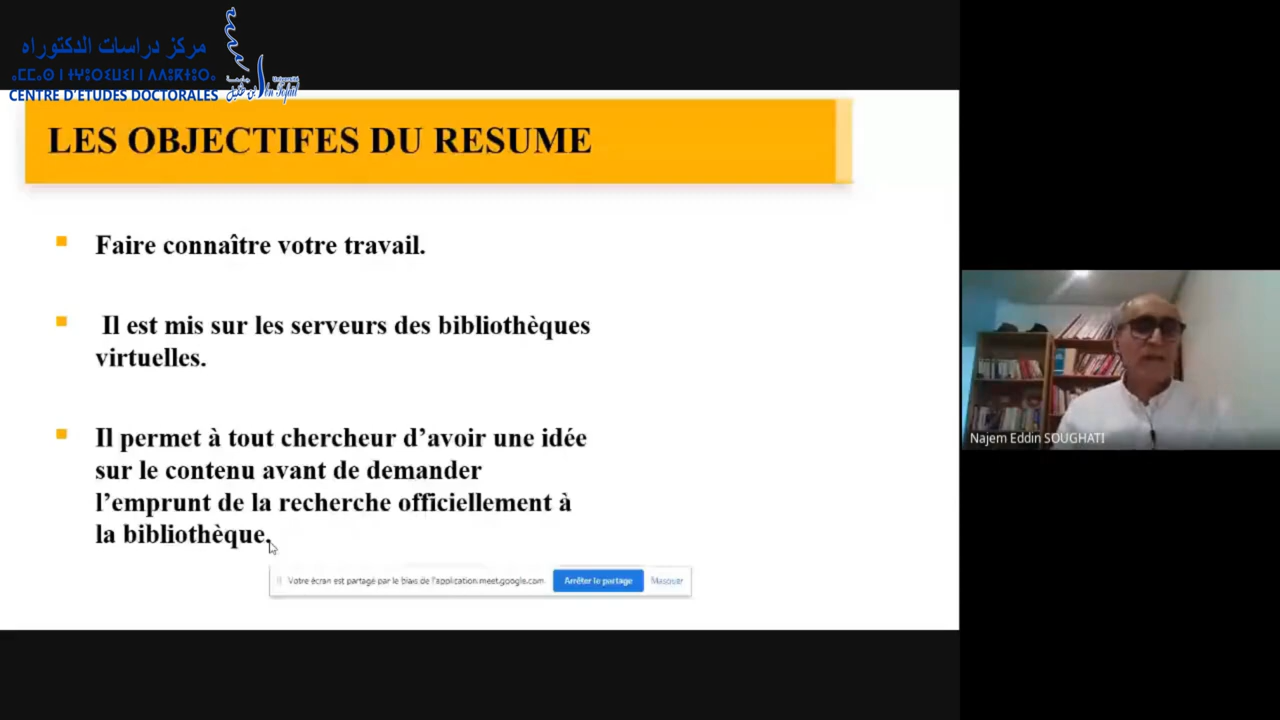 مركز دراسات الدكتوراه
CENTRE D'ETUDES DOCTORALES
Université
Ibn Tofail
LES OBJECTIFES DU RESUME
Faire connaître votre travail.
Il est mis sur les serveurs des bibliothèques
virtuelles.
Il permet à tout chercheur d’avoir une idée
sur le contenu avant de demander
l’emprunt de la recherche officiellement à
la bibliothèque.
Votre écran est partagé par le biais de l'application meet.google.com.
Arrêter le partage
Masquer
Najem Eddin SOUGHATI